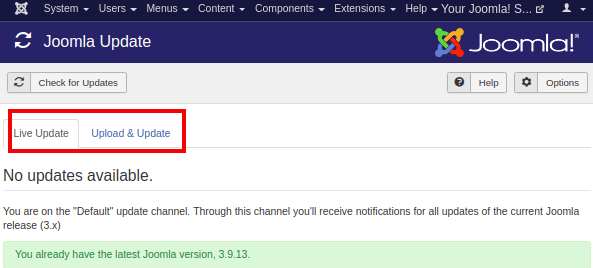 System Users Menus Content Components Extensions Help Your Joomla! S...
Joomla Update
Joomla!®
Check for Updates
Help
Options
Live Update
Upload & Update
No updates available.
You are on the "Default" update channel. Through this channel you'll receive notifications for all updates of the current Joomla
release (3.x)
You already have the latest Joomla version, 3.9.13.